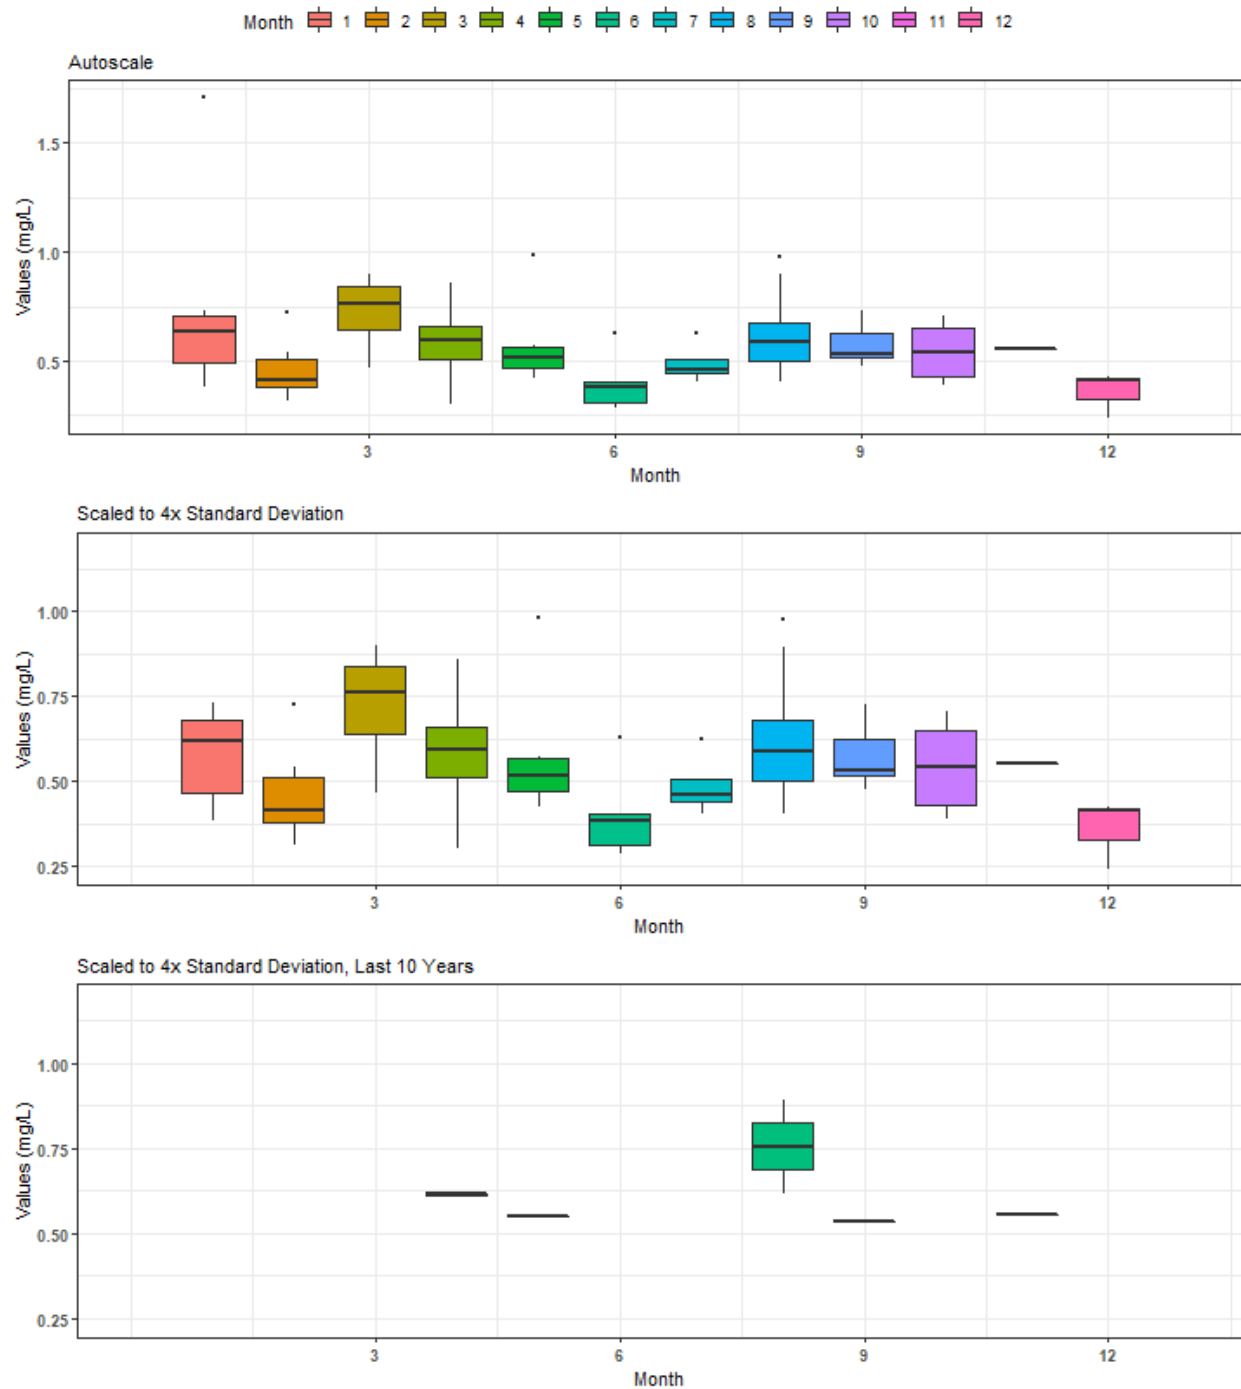 Month 1 2 3 4 5 6 7 8 9 10 11 12
Autoscale
Values (mg/L)
1.5
1.0
0.5
3 6 9 12
Month
Scaled to 4x Standard Deviation
Values (mg/L)
1.00
0.75
0.50
0.25
3 6 9 12
Month
Scaled to 4x Standard Deviation, Last 10 Years
Values (mg/L)
1.00
0.75
0.50
0.25
3 6 9 12
Month